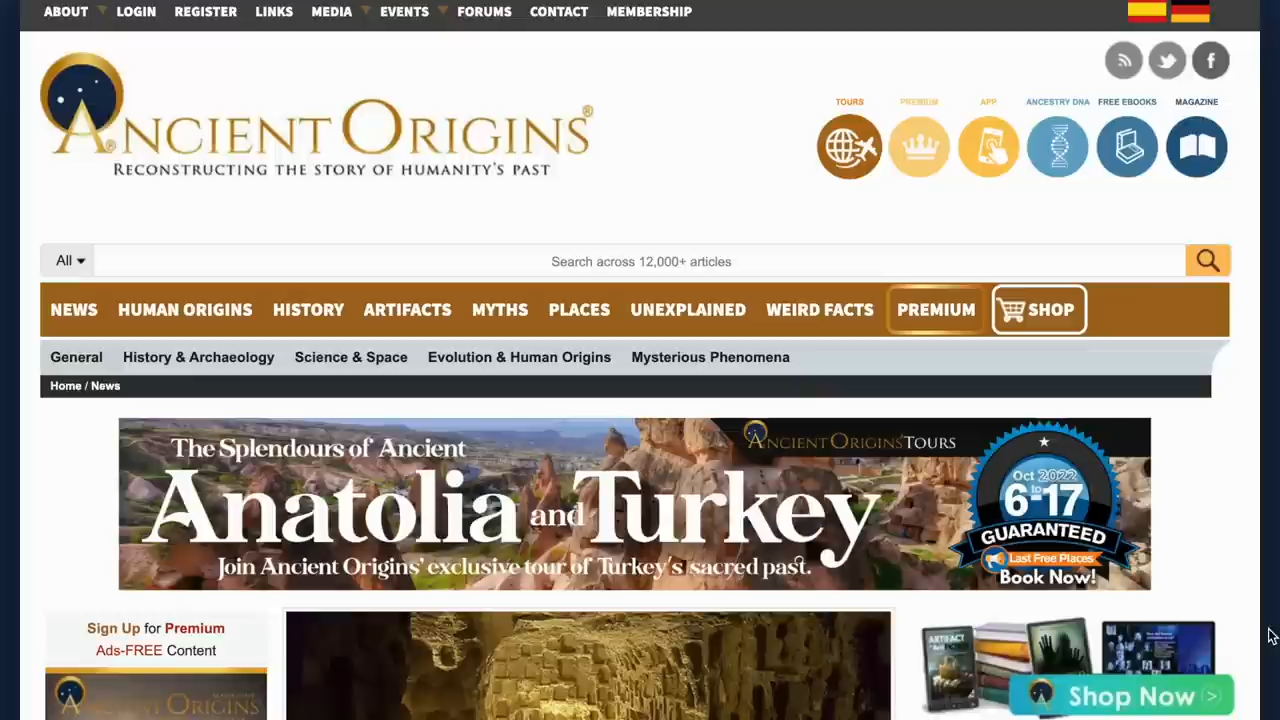 ABOUT LOGIN REGISTER LINKS MEDIA EVENTS FORUMS CONTACT MEMBERSHIP
ANCIENT ORIGINS®
RECONSTRUCTING THE STORY OF HUMANITY'S PAST
TOURS PREMIUM APP ANCESTRY DNA FREE EBOOKS MAGAZINE
All Search across 12,000+ articles
NEWS HUMAN ORIGINS HISTORY ARTIFACTS MYTHS PLACES UNEXPLAINED WEIRD FACTS PREMIUM SHOP
General History & Archaeology Science & Space Evolution & Human Origins Mysterious Phenomena
Home / News
The Splendours of Ancient
Anatolia and Turkey
Join Ancient Origins' exclusive tour of Turkey's sacred past.
ANCIENT ORIGINS® TOURS
Oct 2022
6 to 17
GUARANTEED
Last Free Places
Book Now!
Sign Up for Premium
Ads-FREE Content
ANCIENT ORIGINS
Shop Now